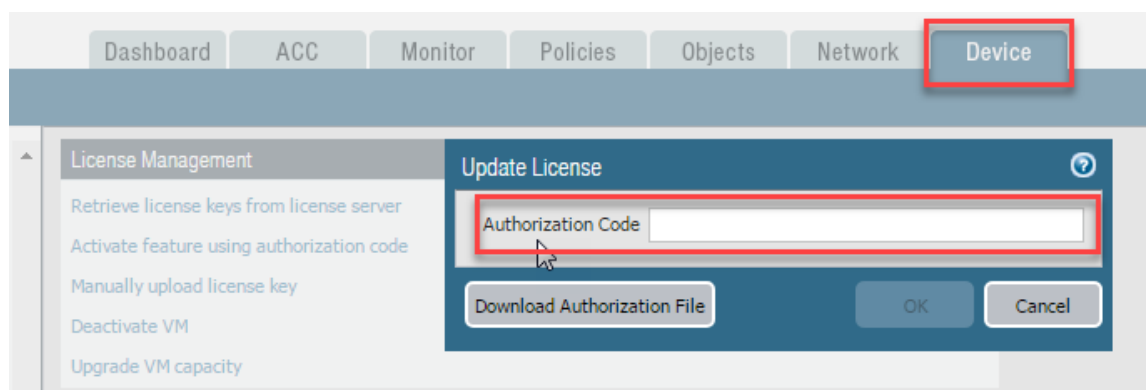 Dashboard ACC Monitor Policies Objects Network Device
License Management
Retrieve license keys from license server
Activate feature using authorization code
Manually upload license key
Deactivate VM
Upgrade VM capacity
Update License ?
Authorization Code
Download Authorization File OK Cancel